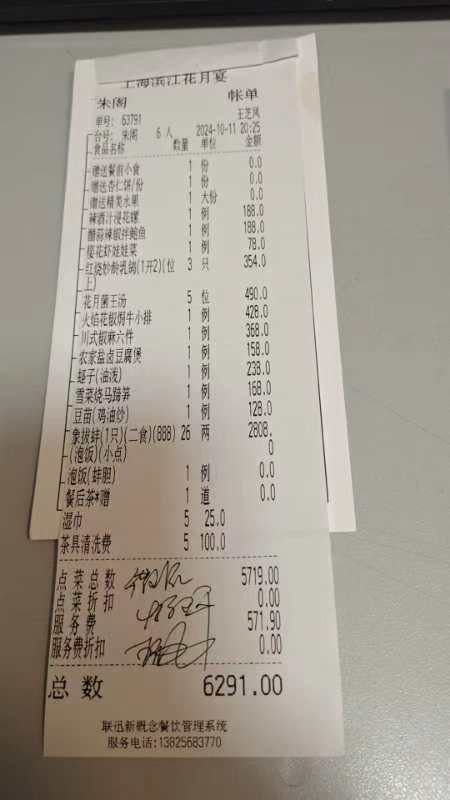 上海滨江花月宴
朱阁 帐单
单号: 63791 王芝凤
台号: 朱阁 6 人 2024-10-11 20:25
食品名称 数量 单位 金额
赠送餐前小食 1 份 0.0
赠送杏仁饼/份 1 份 0.0
赠送精美水果 1 大份 0.0
辣酒汁浸花螺 1 例 188.0
醋蒜辣椒拌鲍鱼 1 例 188.0
樱花虾娃娃菜 1 例 78.0
红烧妙龄乳鸽(1开2)(位 3 只 354.0
上)
花月菌王汤 5 位 490.0
火焰花椒焗牛小排 1 例 428.0
川式椒麻六件 1 例 368.0
农家盐卤豆腐煲 1 例 158.0
蛏子(油泼) 1 例 238.0
雪菜烧马蹄笋 1 例 168.0
豆苗(鸡油炒) 1 例 128.0
象拔蚌(1只)(二食)(888) 26 两 2808.
(泡饭)(小点) 0
泡饭(蚌胆) 1 例 0.0
餐后茶*赠 1 道 0.0
湿巾 5 25.0
茶具清洗费 5 100.0
点菜总数 5719.00
点菜折扣 0.00
服务费 571.90
服务费折扣 0.00
总数 6291.00
联迅新概念餐饮管理系统
服务电话:13825683770